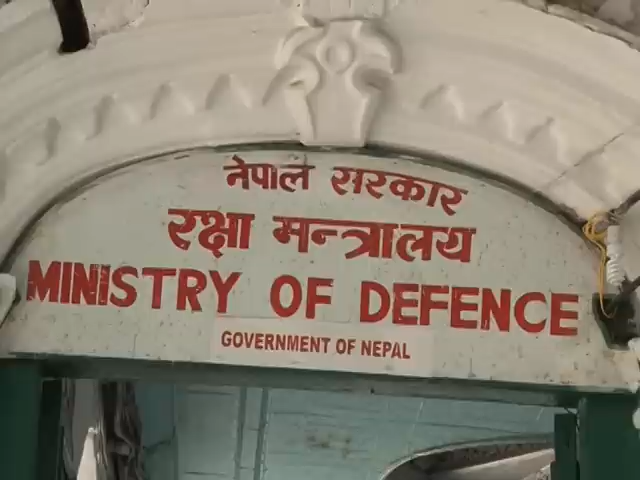 नेपाल सरकार
रक्षा मन्त्रालय
MINISTRY OF DEFENCE
GOVERNMENT OF NEPAL